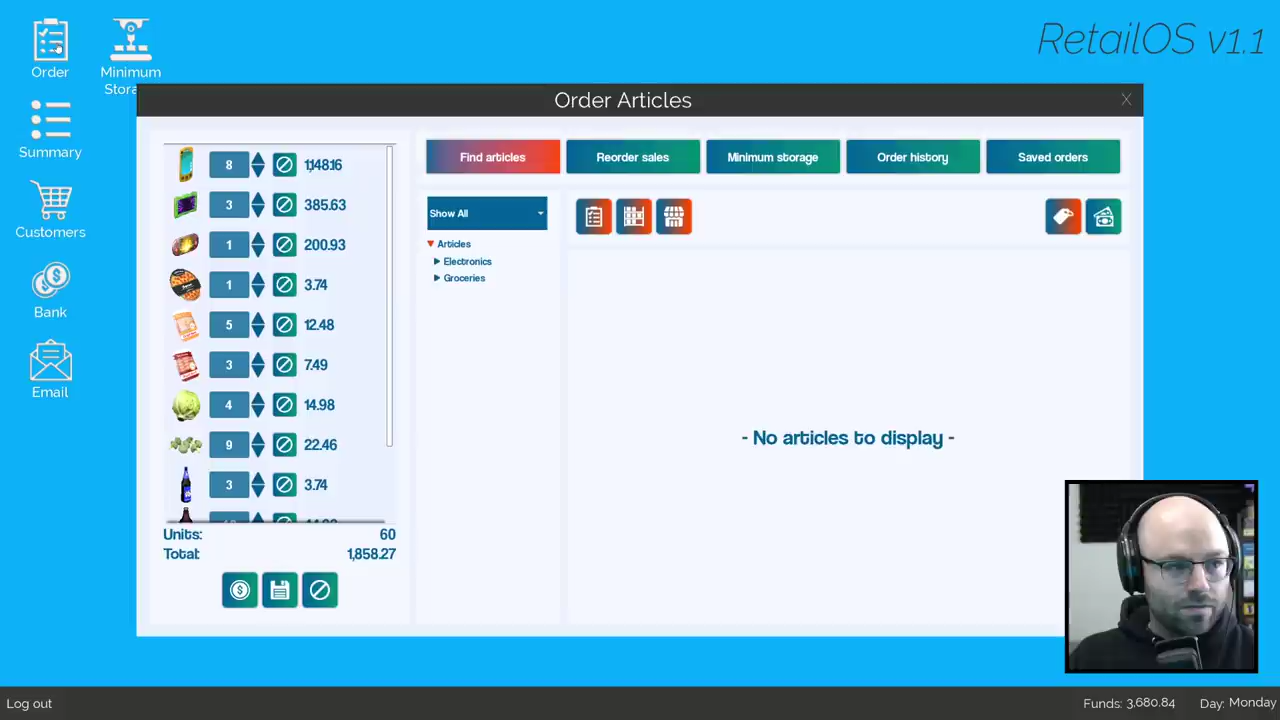 RetailOS v1.1
Order
Minimum
Summary
Customers
Bank
Email
Order Articles
X
8 1,148.16
3 385.63
1 200.93
1 3.74
5 12.48
3 7.49
4 14.98
9 22.46
3 3.74
Units: 60
Total: 1,858.27
Find articles
Reorder sales
Minimum storage
Order history
Saved orders
Show All
Articles
Electronics
Groceries
- No articles to display -
Log out
Funds: 3,680.84
Day: Monday